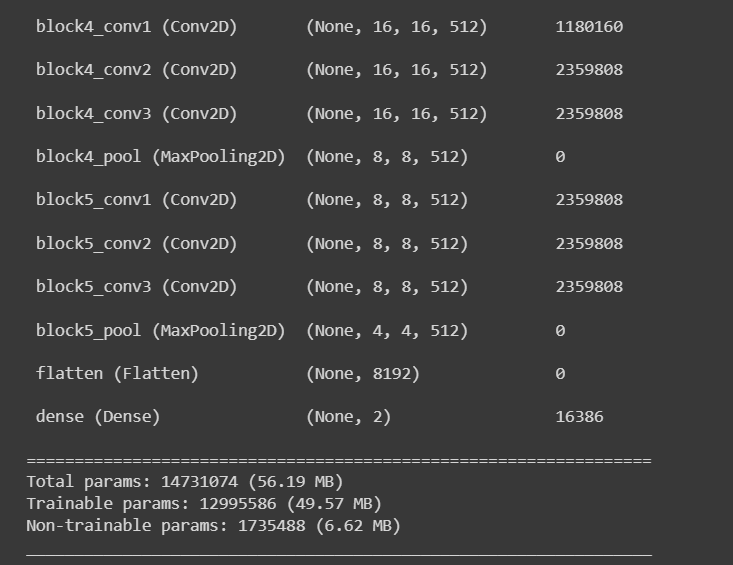 block4_conv1 (Conv2D) (None, 16, 16, 512) 1180160
block4_conv2 (Conv2D) (None, 16, 16, 512) 2359808
block4_conv3 (Conv2D) (None, 16, 16, 512) 2359808
block4_pool (MaxPooling2D) (None, 8, 8, 512) 0
block5_conv1 (Conv2D) (None, 8, 8, 512) 2359808
block5_conv2 (Conv2D) (None, 8, 8, 512) 2359808
block5_conv3 (Conv2D) (None, 8, 8, 512) 2359808
block5_pool (MaxPooling2D) (None, 4, 4, 512) 0
flatten (Flatten) (None, 8192) 0
dense (Dense) (None, 2) 16386
=================================================================
Total params: 14731074 (56.19 MB)
Trainable params: 12995586 (49.57 MB)
Non-trainable params: 1735488 (6.62 MB)
_________________________________________________________________